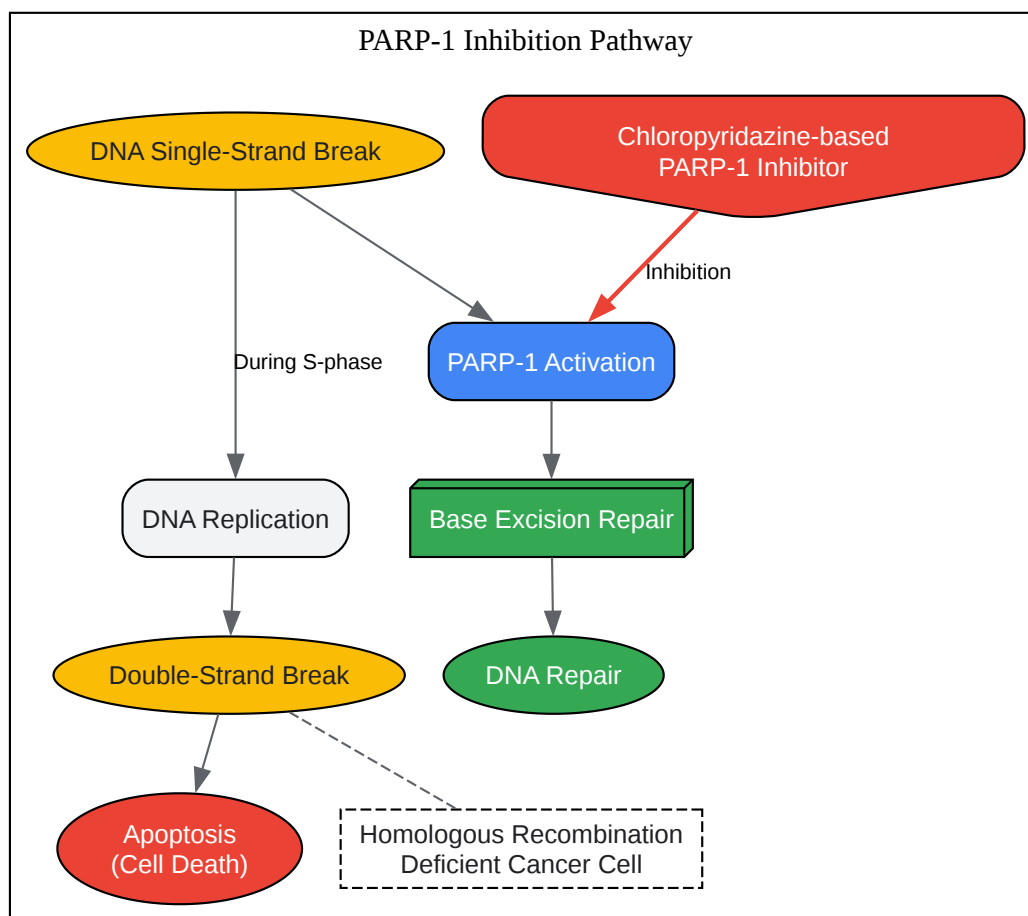 PARP-1 Inhibition Pathway
DNA Single-Strand Break
Chloropyridazine-based
PARP-1 Inhibitor
Inhibition
During S-phase
PARP-1 Activation
DNA Replication
Base Excision Repair
Double-Strand Break
DNA Repair
Apoptosis
(Cell Death)
Homologous Recombination
Deficient Cancer Cell